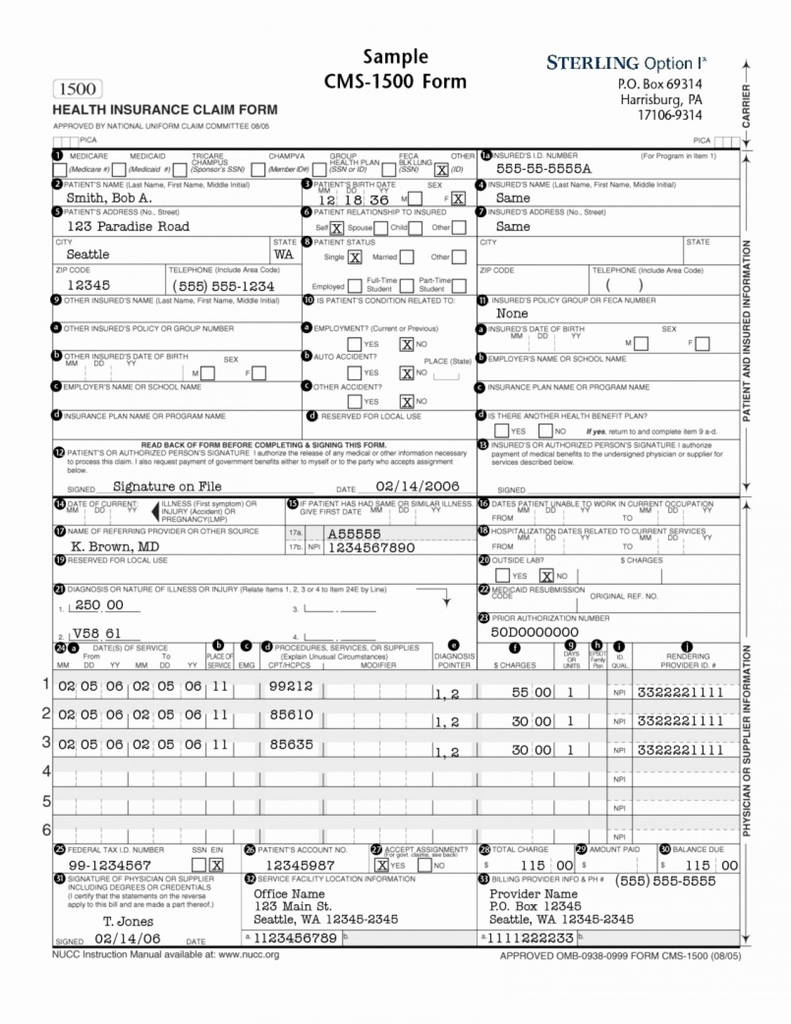 Sample
CMS-1500 Form
STERLING Option I
P.O. Box 69314
Harrisburg, PA
17106-9314
CARRIER
1500
HEALTH INSURANCE CLAIM FORM
APPROVED BY NATIONAL UNIFORM CLAIM COMMITTEE 08/05
PICA PICA
1 MEDICARE MEDICAID TRICARE CHAMPUS CHAMPVA GROUP HEALTH PLAN FECA BLK LUNG OTHER
(Medicare #) (Medicaid #) (Sponsor's SSN) (Member ID#) (SSN or ID) (SSN) X (ID)
1a INSURED'S I.D. NUMBER (For Program in Item 1)
555-55-5555A
2 PATIENT'S NAME (Last Name, First Name, Middle Initial)
Smith, Bob A.
3 PATIENT'S BIRTH DATE SEX
MM DD YY
12 18 36 M F X
4 INSURED'S NAME (Last Name, First Name, Middle Initial)
Same
5 PATIENT'S ADDRESS (No., Street)
123 Paradise Road
6 PATIENT RELATIONSHIP TO INSURED
Self X Spouse Child Other
7 INSURED'S ADDRESS (No., Street)
Same
CITY STATE
Seattle WA
8 PATIENT STATUS
Single X Married Other
Employed Full-Time Student Part-Time Student
CITY STATE
ZIP CODE TELEPHONE (Include Area Code)
12345 (555) 555-1234
ZIP CODE TELEPHONE (Include Area Code)
( )
9 OTHER INSURED'S NAME (Last Name, First Name, Middle Initial)
10 IS PATIENT'S CONDITION RELATED TO:
11 INSURED'S POLICY GROUP OR FECA NUMBER
None
a OTHER INSURED'S POLICY OR GROUP NUMBER
a EMPLOYMENT? (Current or Previous)
YES X NO
a INSURED'S DATE OF BIRTH SEX
MM DD YY M F
b OTHER INSURED'S DATE OF BIRTH SEX
MM DD YY M F
b AUTO ACCIDENT? PLACE (State)
YES X NO
b EMPLOYER'S NAME OR SCHOOL NAME
c EMPLOYER'S NAME OR SCHOOL NAME
c OTHER ACCIDENT?
YES X NO
c INSURANCE PLAN NAME OR PROGRAM NAME
d INSURANCE PLAN NAME OR PROGRAM NAME
d RESERVED FOR LOCAL USE
d IS THERE ANOTHER HEALTH BENEFIT PLAN?
YES NO If yes, return to and complete item 9 a-d.
READ BACK OF FORM BEFORE COMPLETING & SIGNING THIS FORM.
12 PATIENT'S OR AUTHORIZED PERSON'S SIGNATURE I authorize the release of any medical or other information necessary
to process this claim. I also request payment of government benefits either to myself or to the party who accepts assignment
below.
SIGNED Signature on File DATE 02/14/2006
13 INSURED'S OR AUTHORIZED PERSON'S SIGNATURE I authorize
payment of medical benefits to the undersigned physician or supplier for
services described below.
SIGNED
PATIENT AND INSURED INFORMATION
14 DATE OF CURRENT: ILLNESS (First symptom) OR
MM DD YY INJURY (Accident) OR
PREGNANCY(LMP)
15 IF PATIENT HAS HAD SAME OR SIMILAR ILLNESS.
GIVE FIRST DATE MM DD YY
16 DATES PATIENT UNABLE TO WORK IN CURRENT OCCUPATION
MM DD YY MM DD YY
FROM TO
17 NAME OF REFERRING PROVIDER OR OTHER SOURCE
K. Brown, MD
17a. A55555
17b. NPI 1234567890
18 HOSPITALIZATION DATES RELATED TO CURRENT SERVICES
MM DD YY MM DD YY
FROM TO
19 RESERVED FOR LOCAL USE
20 OUTSIDE LAB? $ CHARGES
YES X NO
21 DIAGNOSIS OR NATURE OF ILLNESS OR INJURY (Relate Items 1, 2, 3 or 4 to Item 24E by Line)
1. 250 00 3.
2. V58 61 4.
22 MEDICAID RESUBMISSION
CODE ORIGINAL REF. NO.
23 PRIOR AUTHORIZATION NUMBER
50D0000000
24 a DATE(S) OF SERVICE b c d PROCEDURES, SERVICES, OR SUPPLIES e f g h i j
From To PLACE OF SERVICE EMG (Explain Unusual Circumstances) DIAGNOSIS POINTER $ CHARGES DAYS OR UNITS EPSDT Family Plan ID. QUAL. RENDERING PROVIDER ID. #
MM DD YY MM DD YY CPT/HCPCS MODIFIER
1 02 05 06 02 05 06 11 99212 1, 2 55 00 1 NPI 3322221111
2 02 05 06 02 05 06 11 85610 1, 2 30 00 1 NPI 3322221111
3 02 05 06 02 05 06 11 85635 1, 2 30 00 1 NPI 3322221111
4 NPI
5 NPI
6 NPI
PHYSICIAN OR SUPPLIER INFORMATION
25 FEDERAL TAX I.D. NUMBER SSN EIN
99-1234567 X
26 PATIENT'S ACCOUNT NO.
12345987
27 ACCEPT ASSIGNMENT?
(For govt. claims, see back)
X YES NO
28 TOTAL CHARGE
$ 115 00
29 AMOUNT PAID
$
30 BALANCE DUE
$ 115 00
31 SIGNATURE OF PHYSICIAN OR SUPPLIER
INCLUDING DEGREES OR CREDENTIALS
(I certify that the statements on the reverse
apply to this bill and are made a part thereof.)
T. Jones
SIGNED 02/14/06 DATE
32 SERVICE FACILITY LOCATION INFORMATION
Office Name
123 Main St.
Seattle, WA 12345-2345
a. 1123456789 b.
33 BILLING PROVIDER INFO & PH # (555) 555-5555
Provider Name
P.O. Box 12345
Seattle, WA 12345-2345
a. 1111222233 b.
NUCC Instruction Manual available at: www.nucc.org
APPROVED OMB-0938-0999 FORM CMS-1500 (08/05)